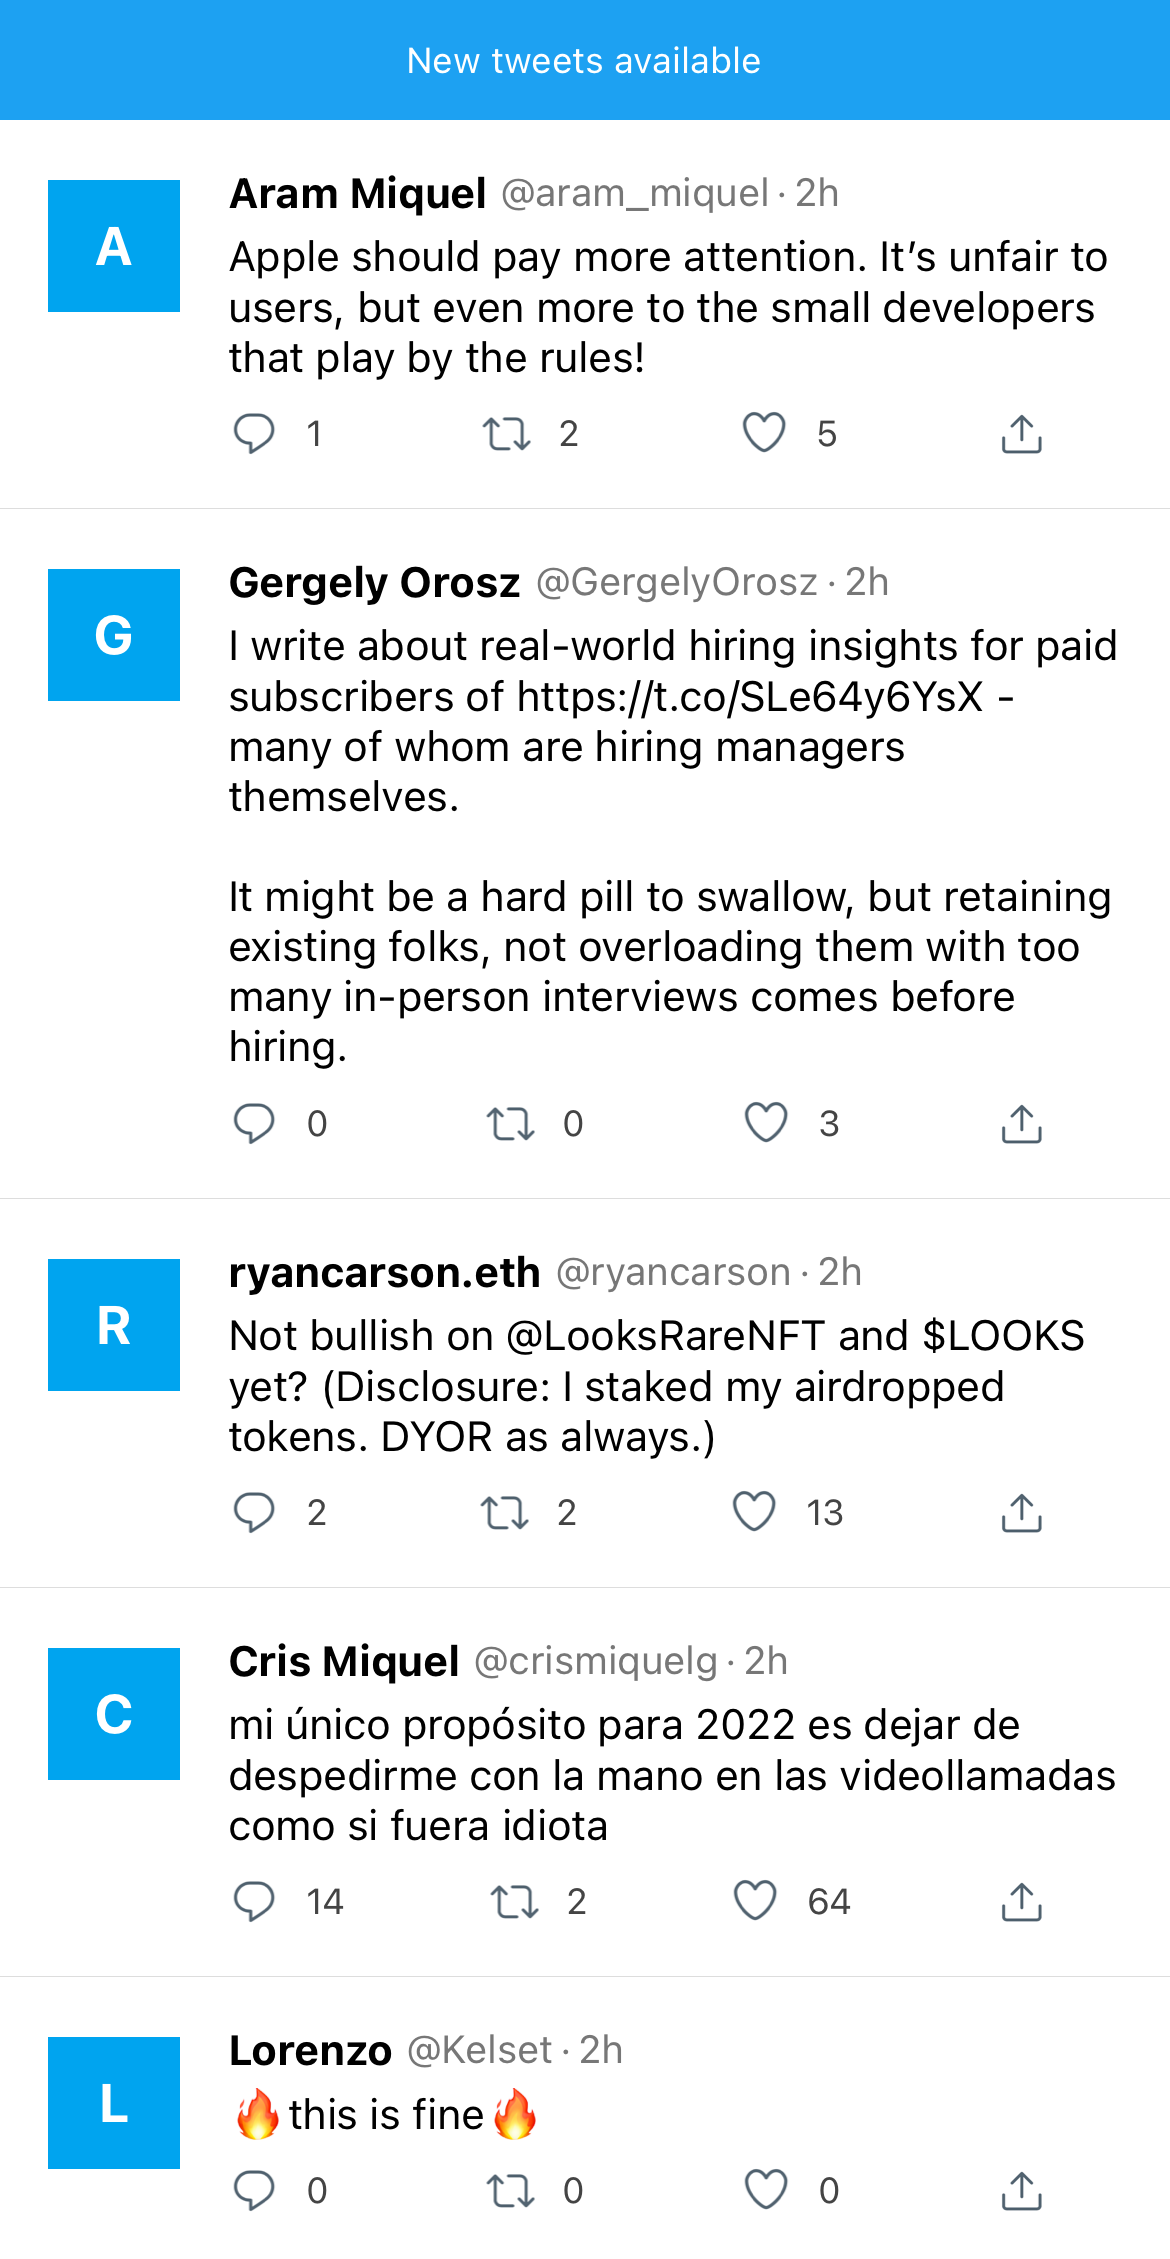 New tweets available
A
Aram Miquel @aram_miquel · 2h
Apple should pay more attention. It’s unfair to
users, but even more to the small developers
that play by the rules!
1 2 5
G
Gergely Orosz @GergelyOrosz · 2h
I write about real-world hiring insights for paid
subscribers of https://t.co/SLe64y6YsX -
many of whom are hiring managers
themselves.
It might be a hard pill to swallow, but retaining
existing folks, not overloading them with too
many in-person interviews comes before
hiring.
0 0 3
R
ryancarson.eth @ryancarson · 2h
Not bullish on @LooksRareNFT and $LOOKS
yet? (Disclosure: I staked my airdropped
tokens. DYOR as always.)
2 2 13
C
Cris Miquel @crismiquelg · 2h
mi único propósito para 2022 es dejar de
despedirme con la mano en las videollamadas
como si fuera idiota
14 2 64
L
Lorenzo @Kelset · 2h
🔥this is fine🔥
0 0 0